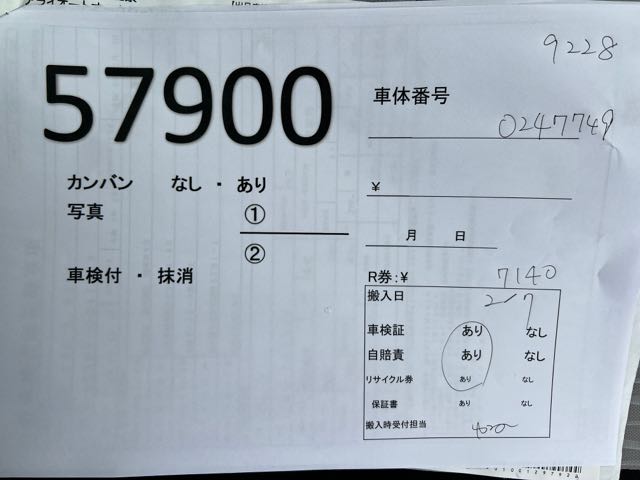 9228
57900
車体番号
0247749
カンバン なし ・ あり
¥
写真 ①
②
月 日
車検付 ・ 抹消
R券:¥ 7140
搬入日 2/7
車検証 あり なし
自賠責 あり なし
リサイクル券 あり なし
保証書 あり なし
搬入時受付担当